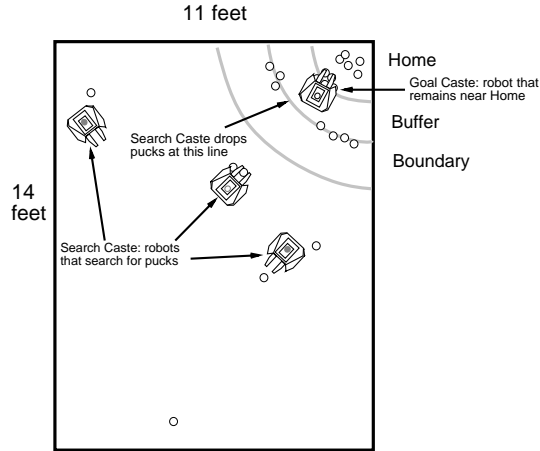 11 feet
Home
Goal Caste: robot that
remains near Home
Buffer
Search Caste drops
pucks at this line
Boundary
14
feet
Search Caste: robots
that search for pucks